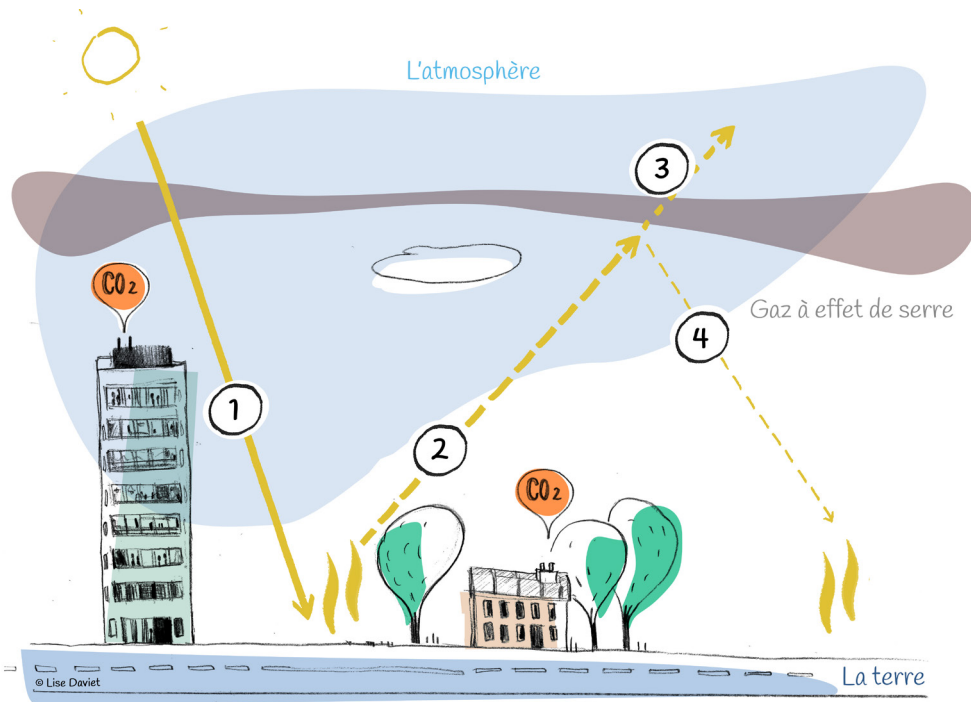 L'atmosphère
3
CO2
Gaz à effet de serre
4
1
2
CO2
La terre
© Lise Daviet